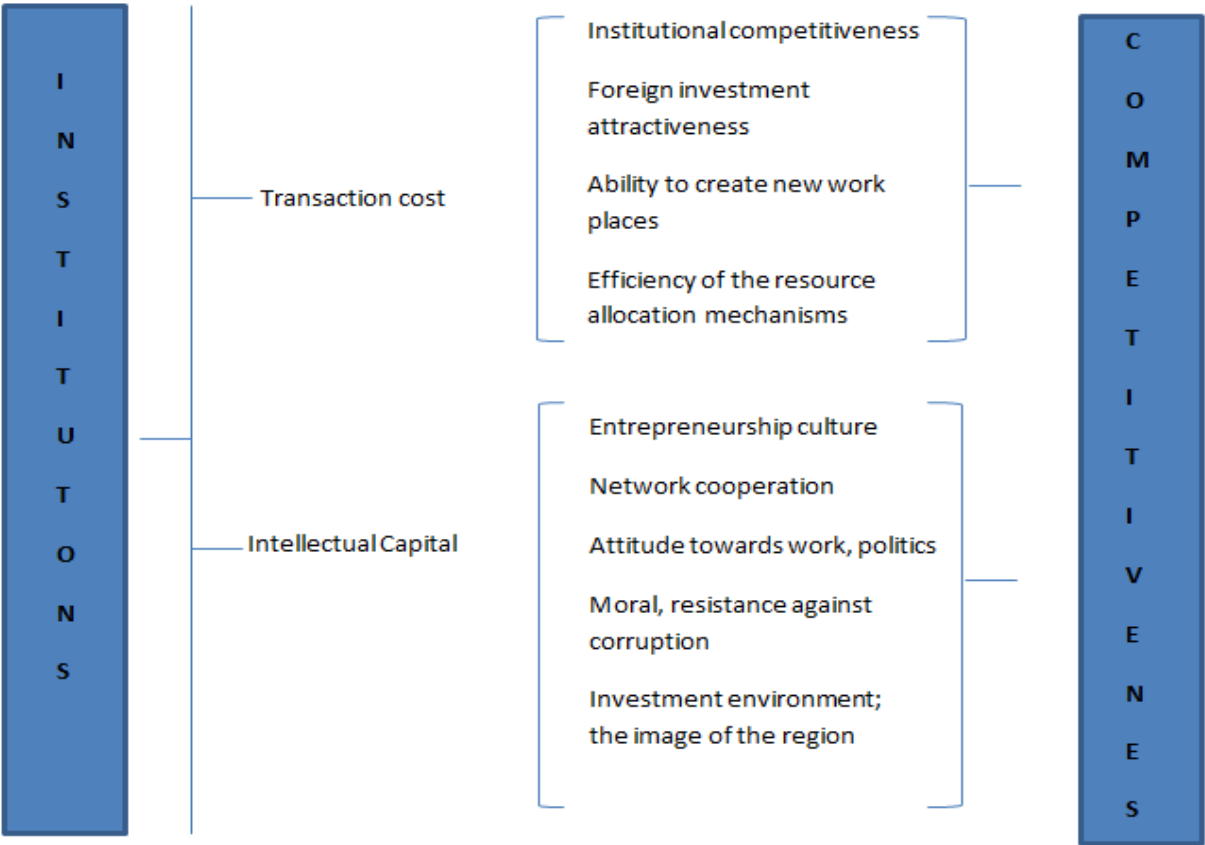 INSTITUTONS
Transaction cost
Intellectual Capital
Institutional competitiveness
Foreign investment
attractiveness
Ability to create new work
places
Efficiency of the resource
allocation mechanisms
Entrepreneurship culture
Network cooperation
Attitude towards work, politics
Moral, resistance against
corruption
Investment environment;
the image of the region
COMPETITIVENES